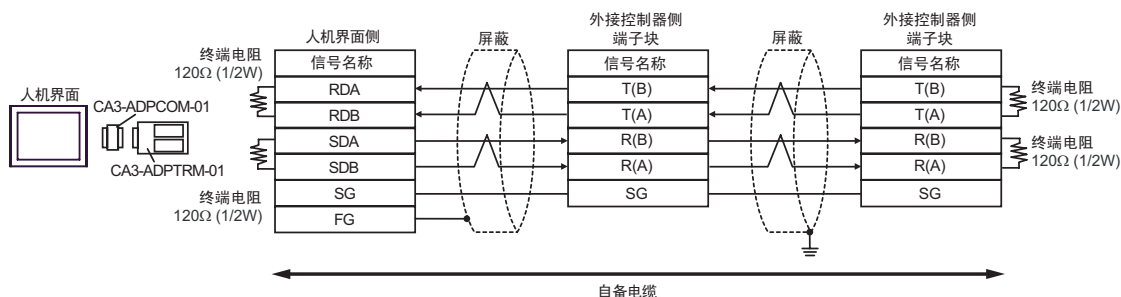 人机界面
CA3-ADPCOM-01
CA3-ADPTRM-01
终端电阻
120Ω (1/2W)
终端电阻
120Ω (1/2W)
人机界面侧
信号名称
RDA
RDB
SDA
SDB
SG
FG
屏蔽
外接控制器侧
端子块
信号名称
T(B)
T(A)
R(B)
R(A)
SG
屏蔽
外接控制器侧
端子块
信号名称
T(B)
T(A)
R(B)
R(A)
SG
终端电阻
120Ω (1/2W)
终端电阻
120Ω (1/2W)
自备电缆